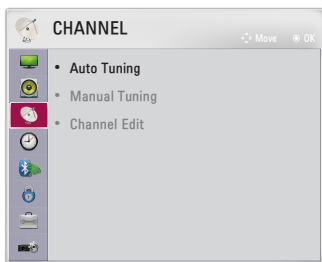 CHANNEL
Move OK
• Auto Tuning
• Manual Tuning
• Channel Edit